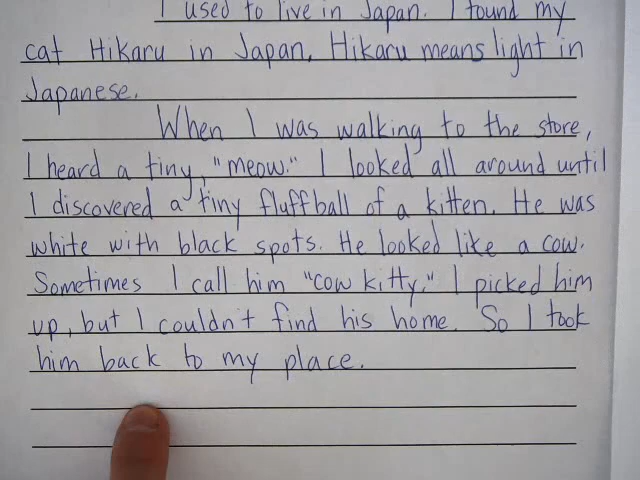 I used to live in Japan. I found my
cat Hikaru in Japan. Hikaru means light in
Japanese.
When I was walking to the store,
I heard a tiny, "meow." I looked all around until
I discovered a tiny fluffball of a kitten. He was
white with black spots. He looked like a cow.
Sometimes I call him "cow kitty." I picked him
up, but I couldn't find his home. So I took
him back to my place.